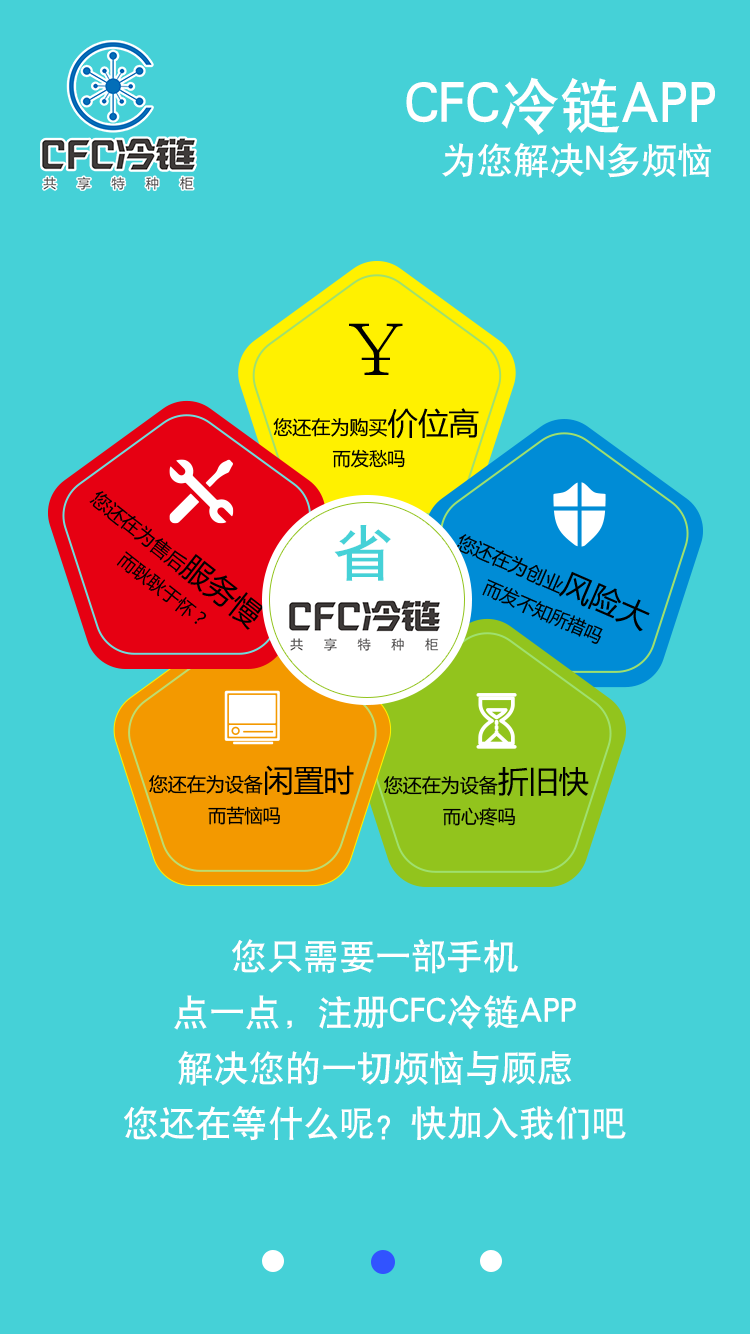 CFC冷链
共享特种柜
CFC冷链APP
为您解决N多烦恼
¥
您还在为购买价位高
而发愁吗
您还在为售后服务慢
而耿耿于怀？
您还在为创业风险大
而发不知所措吗
省
CFC冷链
共享特种柜
您还在为设备闲置时
而苦恼吗
您还在为设备折旧快
而心疼吗
您只需要一部手机
点一点，注册CFC冷链APP
解决您的一切烦恼与顾虑
您还在等什么呢？快加入我们吧